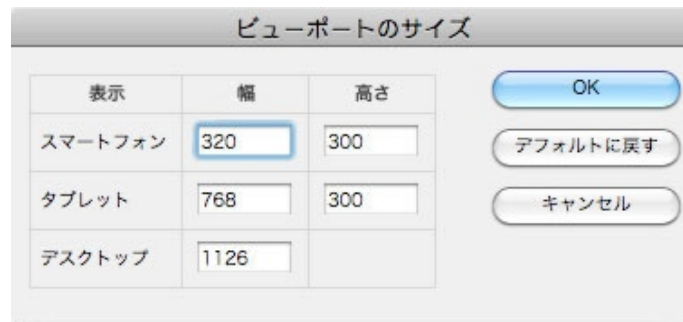 ビューポートのサイズ
表示 幅 高さ
スマートフォン 320 300
タブレット 768 300
デスクトップ 1126
OK
デフォルトに戻す
キャンセル